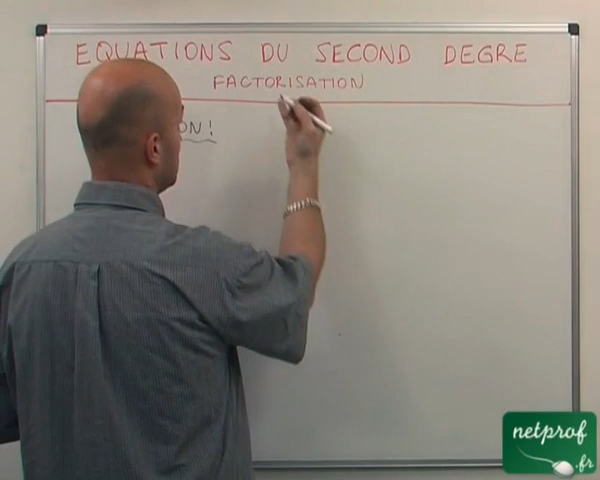 EQUATIONS DU SECOND DEGRE
FACTORISATION
netprof
.fr